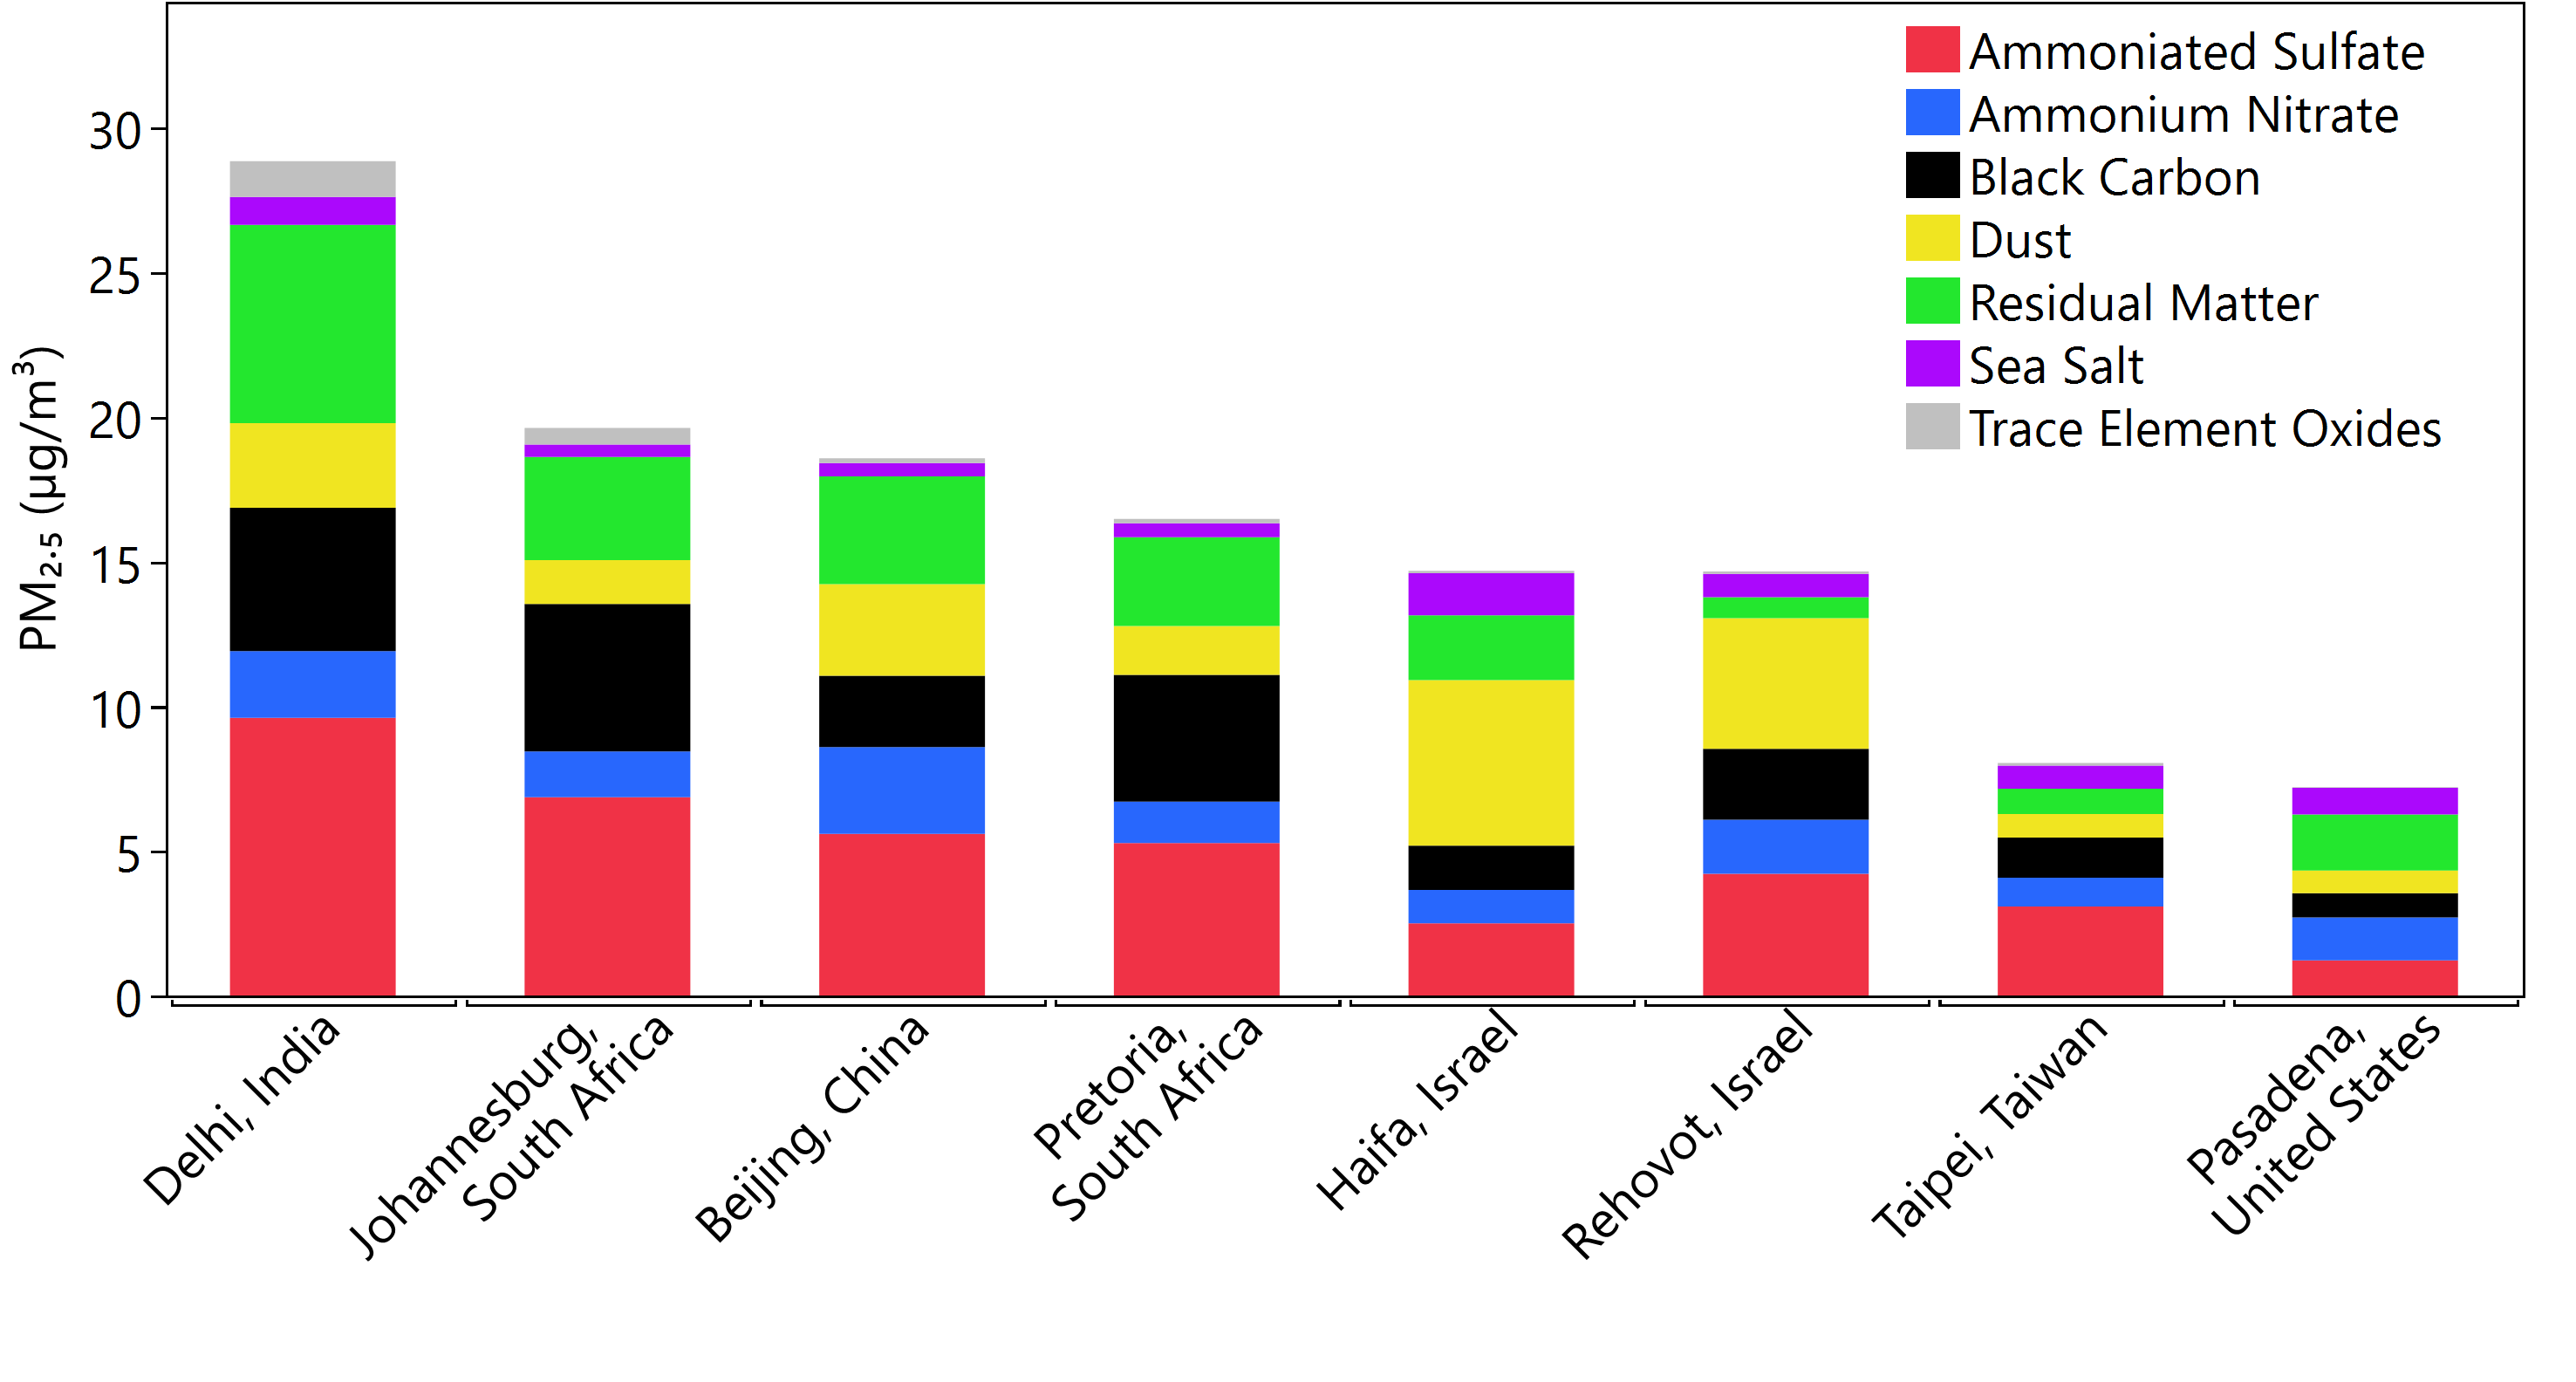 PM₂.₅ (µg/m³)
30
25
20
15
10
5
0
Ammoniated Sulfate
Ammonium Nitrate
Black Carbon
Dust
Residual Matter
Sea Salt
Trace Element Oxides
Delhi, India
Johannesburg,
South Africa
Beijing, China
Pretoria,
South Africa
Haifa, Israel
Rehovot, Israel
Taipei, Taiwan
Pasadena,
United States